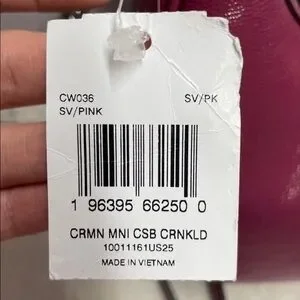 CW036 SV/PK
SV/PINK
1 96395 66250 0
CRMN MNI CSB CRNKLD
10011161US25
MADE IN VIETNAM